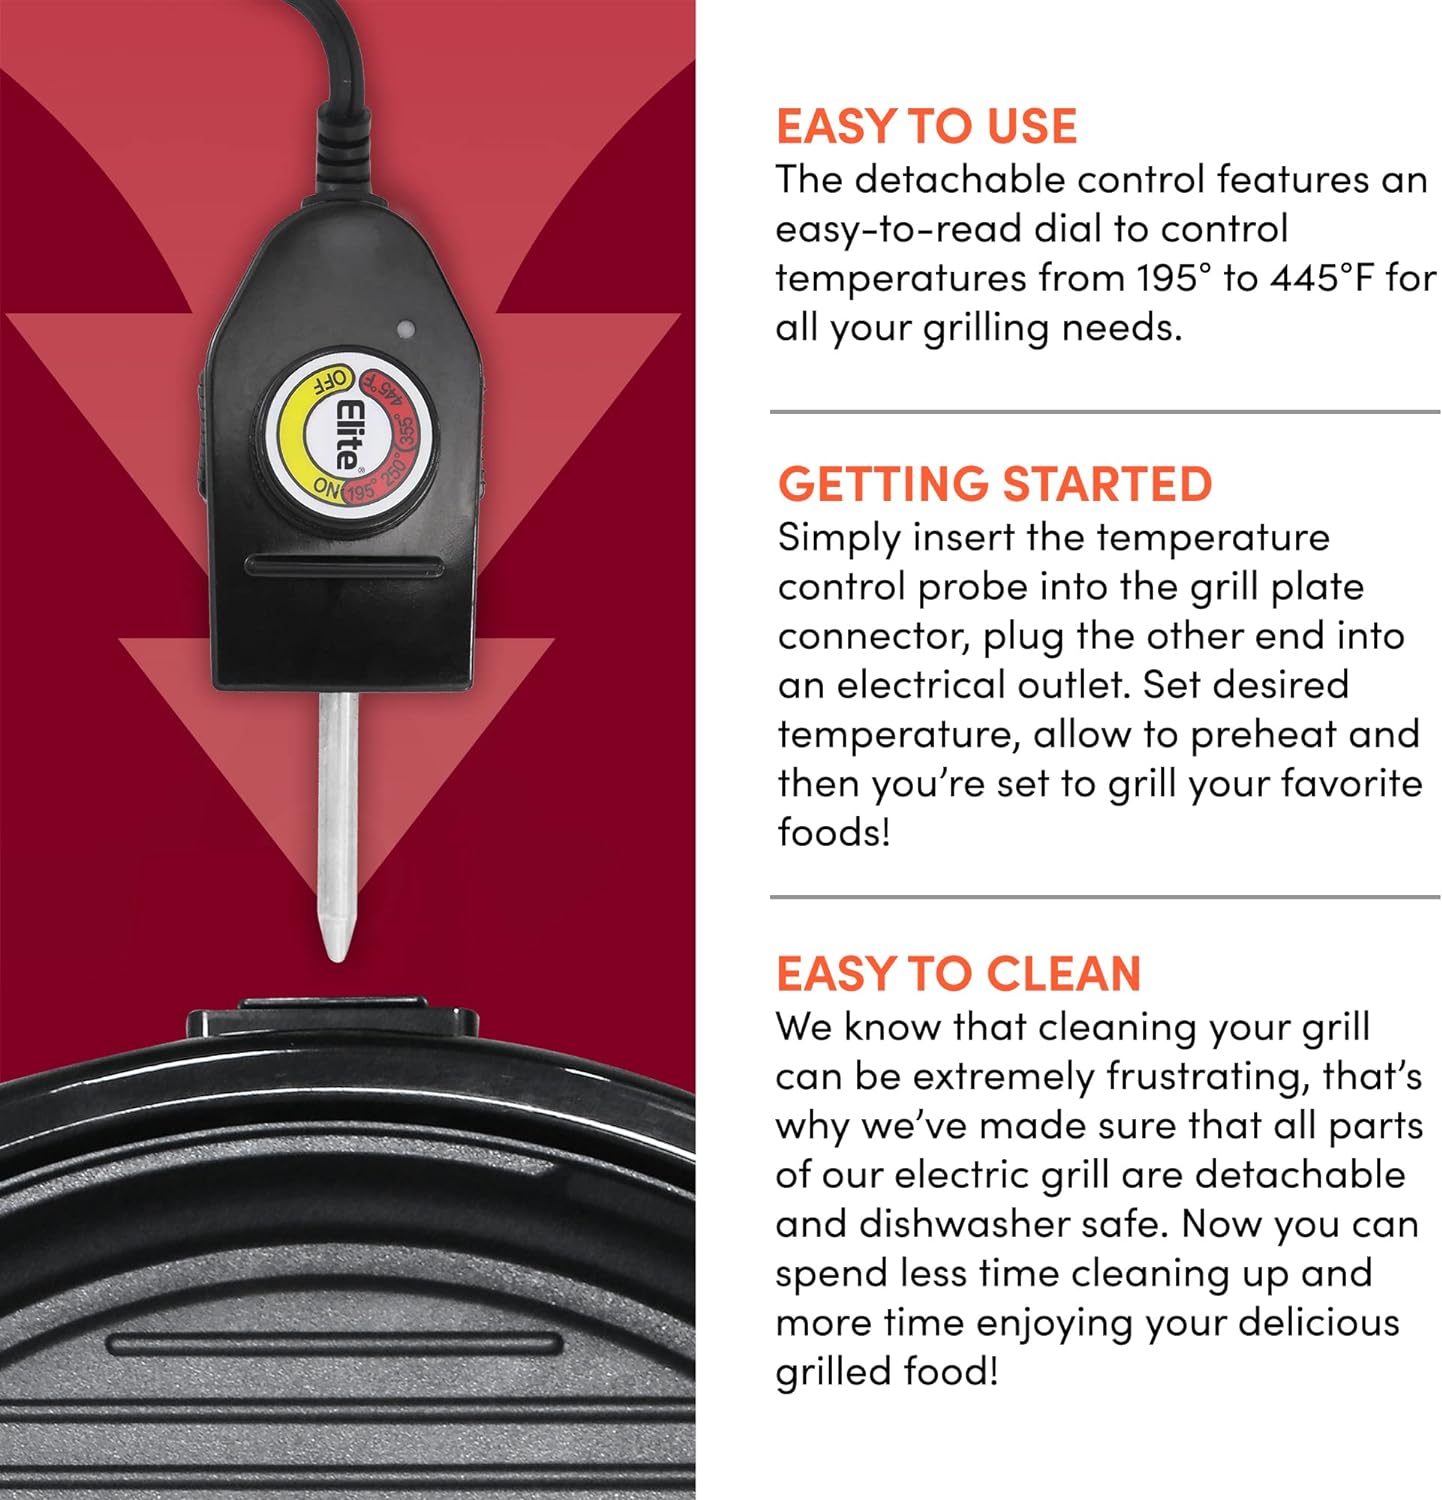 OFF
445°F
355°
250°
195°
ON
Elite®
EASY TO USE
The detachable control features an
easy-to-read dial to control
temperatures from 195° to 445°F for
all your grilling needs.
GETTING STARTED
Simply insert the temperature
control probe into the grill plate
connector, plug the other end into
an electrical outlet. Set desired
temperature, allow to preheat and
then you’re set to grill your favorite
foods!
EASY TO CLEAN
We know that cleaning your grill
can be extremely frustrating, that’s
why we’ve made sure that all parts
of our electric grill are detachable
and dishwasher safe. Now you can
spend less time cleaning up and
more time enjoying your delicious
grilled food!